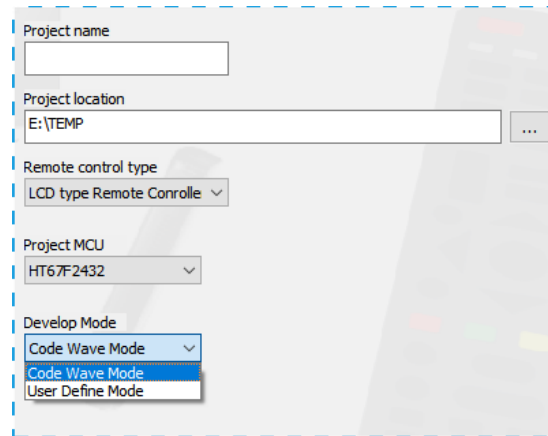 Project name
Project location
E:\TEMP
...
Remote control type
LCD type Remote Conrolle
Project MCU
HT67F2432
Develop Mode
Code Wave Mode
Code Wave Mode
User Define Mode